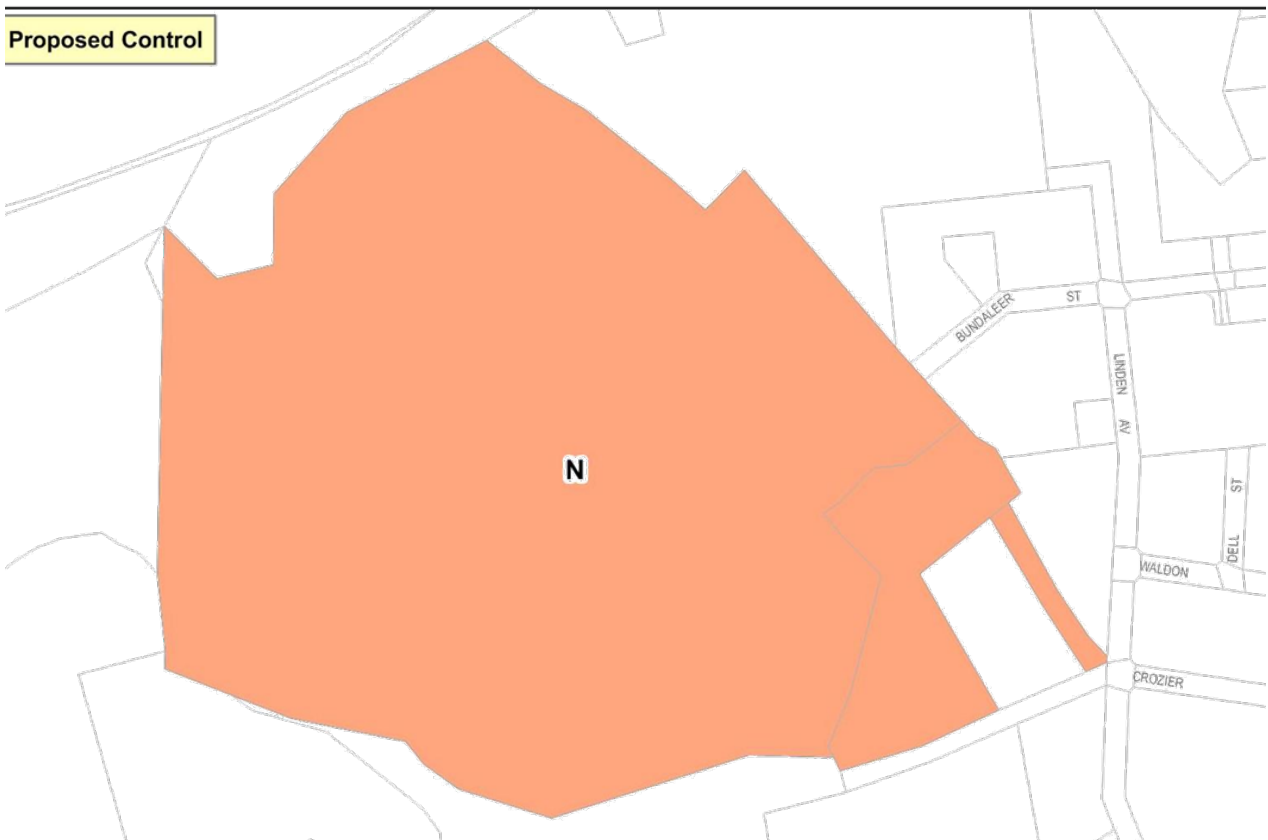 Proposed Control
BUNDALEER
ST
LINDEN
AV
N
ST
DELL
WALDON
CROZIER